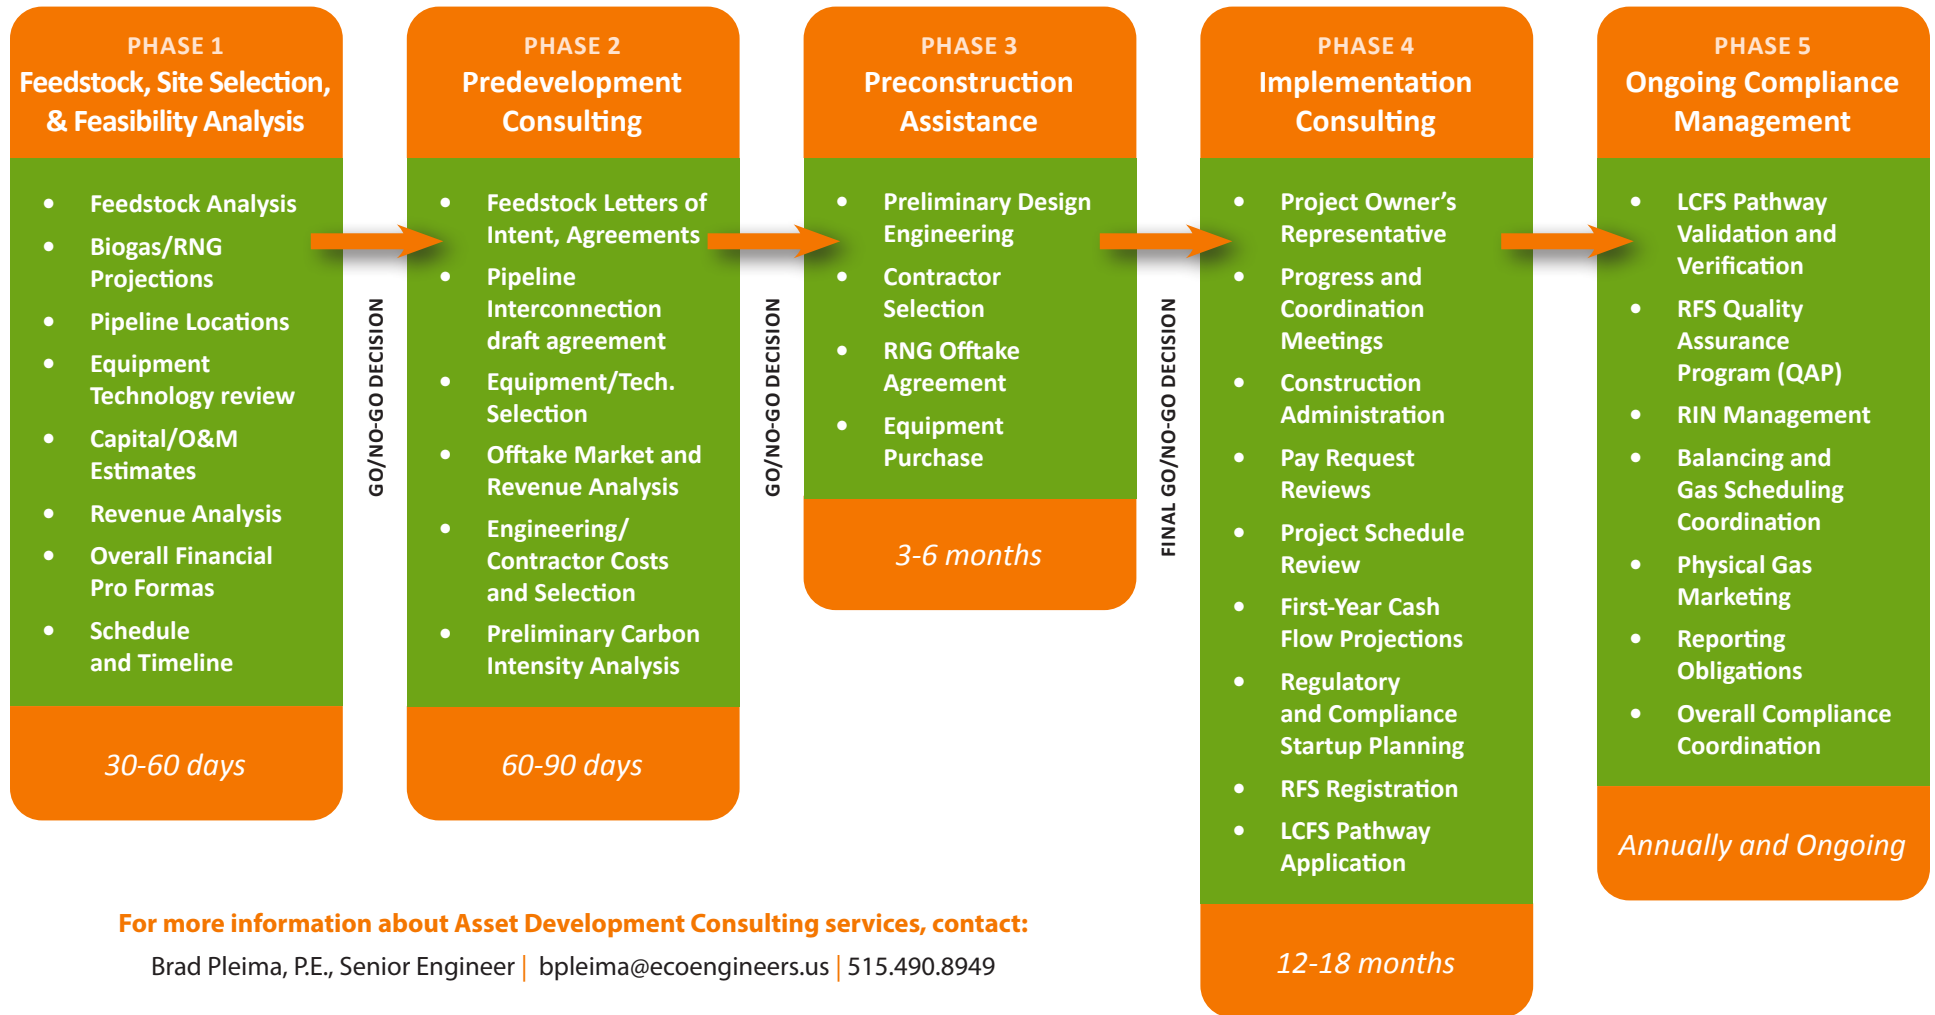 PHASE 1
Feedstock, Site Selection,
& Feasibility Analysis
• Feedstock Analysis
• Biogas/RNG
Projections
• Pipeline Locations
• Equipment
Technology review
• Capital/O&M
Estimates
• Revenue Analysis
• Overall Financial
Pro Formas
• Schedule
and Timeline
30-60 days
GO/NO-GO DECISION
PHASE 2
Predevelopment
Consulting
• Feedstock Letters of
Intent, Agreements
• Pipeline
Interconnection
draft agreement
• Equipment/Tech.
Selection
• Offtake Market and
Revenue Analysis
• Engineering/
Contractor Costs
and Selection
• Preliminary Carbon
Intensity Analysis
60-90 days
GO/NO-GO DECISION
PHASE 3
Preconstruction
Assistance
• Preliminary Design
Engineering
• Contractor
Selection
• RNG Offtake
Agreement
• Equipment
Purchase
3-6 months
FINAL GO/NO-GO DECISION
PHASE 4
Implementation
Consulting
• Project Owner’s
Representative
• Progress and
Coordination
Meetings
• Construction
Administration
• Pay Request
Reviews
• Project Schedule
Review
• First-Year Cash
Flow Projections
• Regulatory
and Compliance
Startup Planning
• RFS Registration
• LCFS Pathway
Application
12-18 months
PHASE 5
Ongoing Compliance
Management
• LCFS Pathway
Validation and
Verification
• RFS Quality
Assurance
Program (QAP)
• RIN Management
• Balancing and
Gas Scheduling
Coordination
• Physical Gas
Marketing
• Reporting
Obligations
• Overall Compliance
Coordination
Annually and Ongoing
For more information about Asset Development Consulting services, contact:
Brad Pleima, P.E., Senior Engineer | bpleima@ecoengineers.us | 515.490.8949